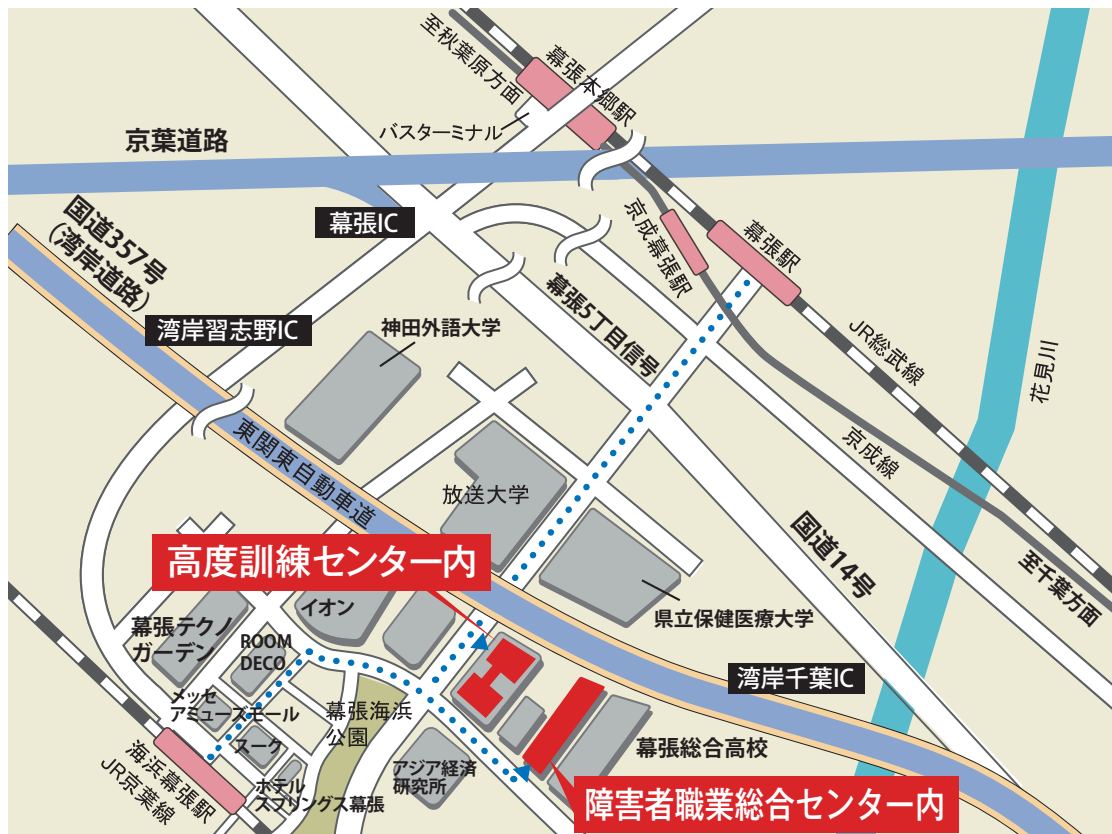 至秋葉原方面
幕張本郷駅
バスターミナル
京葉道路
幕張IC
国道357号
(湾岸道路)
湾岸習志野IC
京成幕張駅
幕張駅
幕張5丁目信号
神田外語大学
JR総武線
花見川
京成線
東関東自動車道
放送大学
国道14号
至千葉方面
高度訓練センター内
県立保健医療大学
イオン
幕張テクノ
ガーデン
ROOM
DECO
湾岸千葉IC
メッセ
アミューズモール
幕張海浜
公園
スーク
幕張総合高校
海浜幕張駅
JR京葉線
アジア経済
研究所
ホテル
スプリングス幕張
障害者職業総合センター内